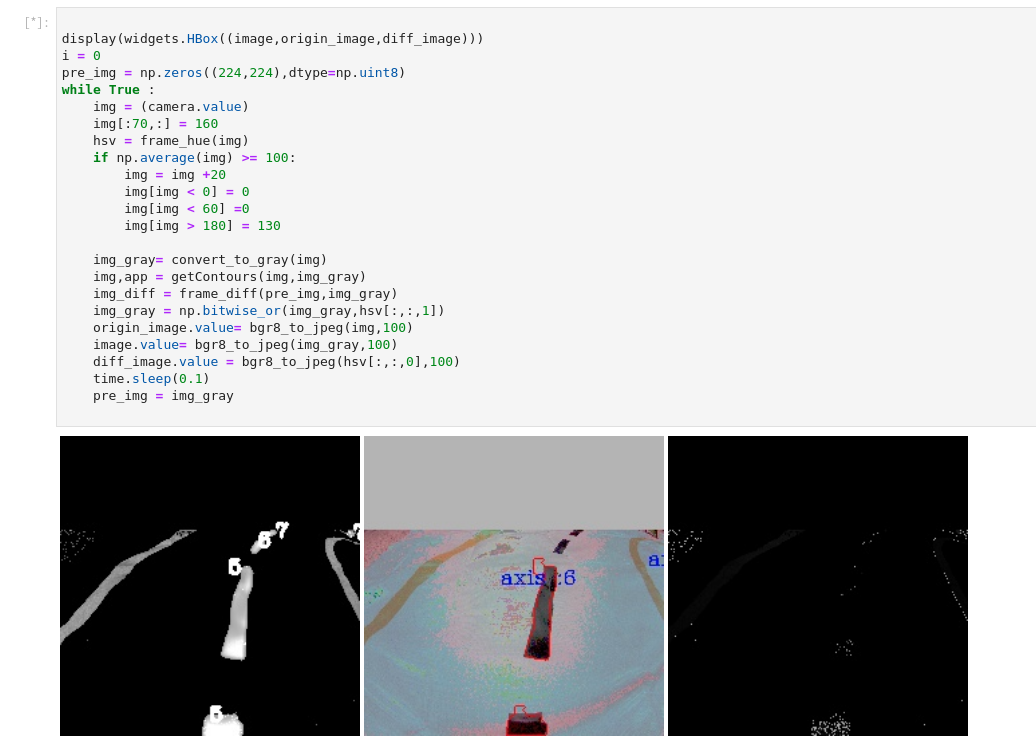 [*]:
display(widgets.HBox((image,origin_image,diff_image)))
i = 0
pre_img = np.zeros((224,224),dtype=np.uint8)
while True :
    img = (camera.value)
    img[:70,:] = 160
    hsv = frame_hue(img)
    if np.average(img) >= 100:
        img = img +20
        img[img < 0] = 0
        img[img < 60] =0
        img[img > 180] = 130
    img_gray= convert_to_gray(img)
    img,app = getContours(img,img_gray)
    img_diff = frame_diff(pre_img,img_gray)
    img_gray = np.bitwise_or(img_gray,hsv[:,:,1])
    origin_image.value= bgr8_to_jpeg(img,100)
    image.value= bgr8_to_jpeg(img_gray,100)
    diff_image.value = bgr8_to_jpeg(hsv[:,:,0],100)
    time.sleep(0.1)
    pre_img = img_gray
6 7
axis :6